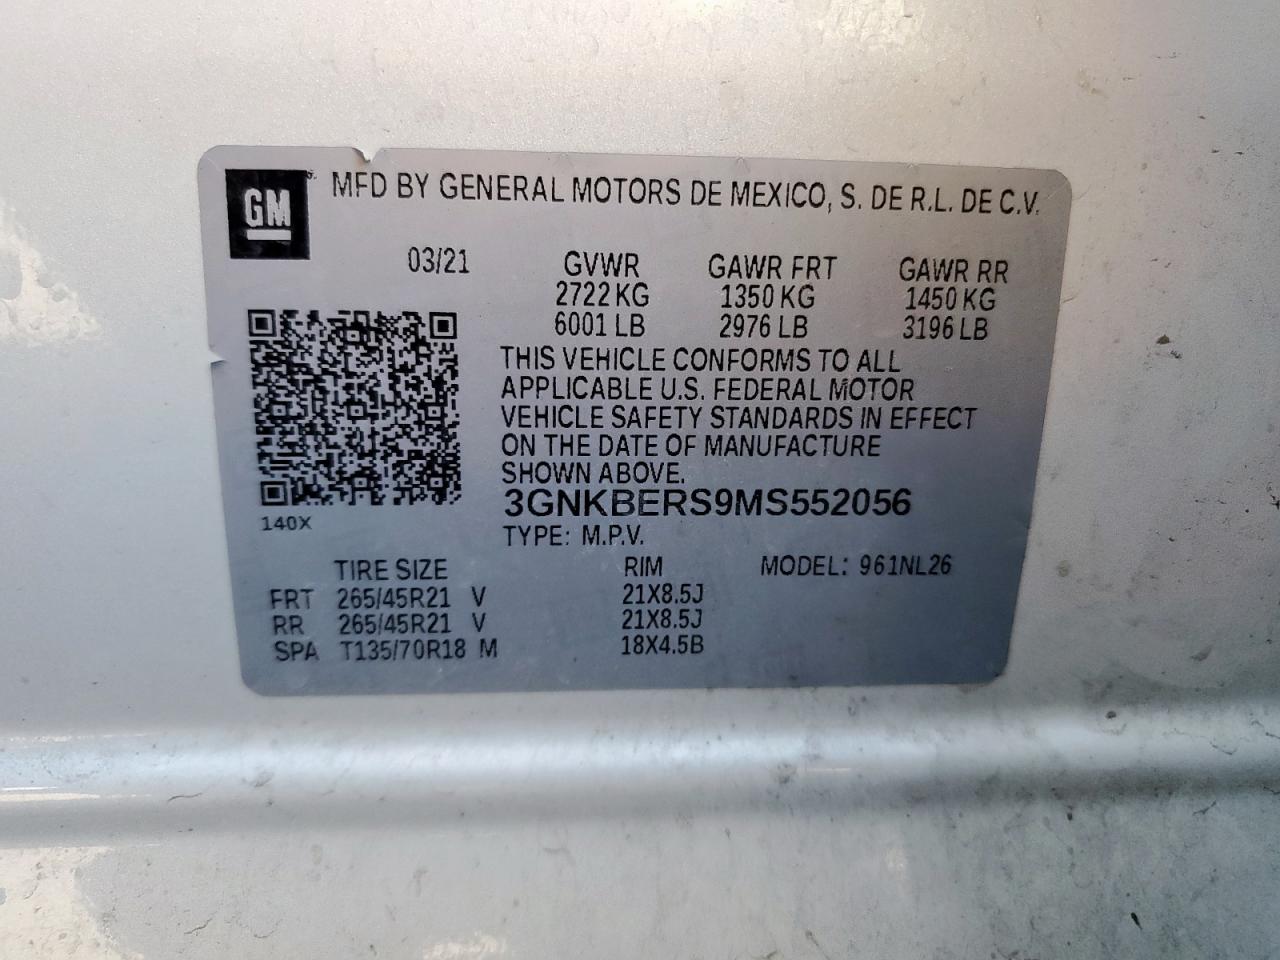 GM
MFD BY GENERAL MOTORS DE MEXICO, S. DE R.L. DE C.V.
03/21 GVWR GAWR FRT GAWR RR
2722 KG 1350 KG 1450 KG
6001 LB 2976 LB 3196 LB
THIS VEHICLE CONFORMS TO ALL
APPLICABLE U.S. FEDERAL MOTOR
VEHICLE SAFETY STANDARDS IN EFFECT
ON THE DATE OF MANUFACTURE
SHOWN ABOVE.
3GNKBERS9MS552056
140X
TYPE: M.P.V.
TIRE SIZE RIM MODEL: 961NL26
FRT 265/45R21 V 21X8.5J
RR 265/45R21 V 21X8.5J
SPA T135/70R18 M 18X4.5B